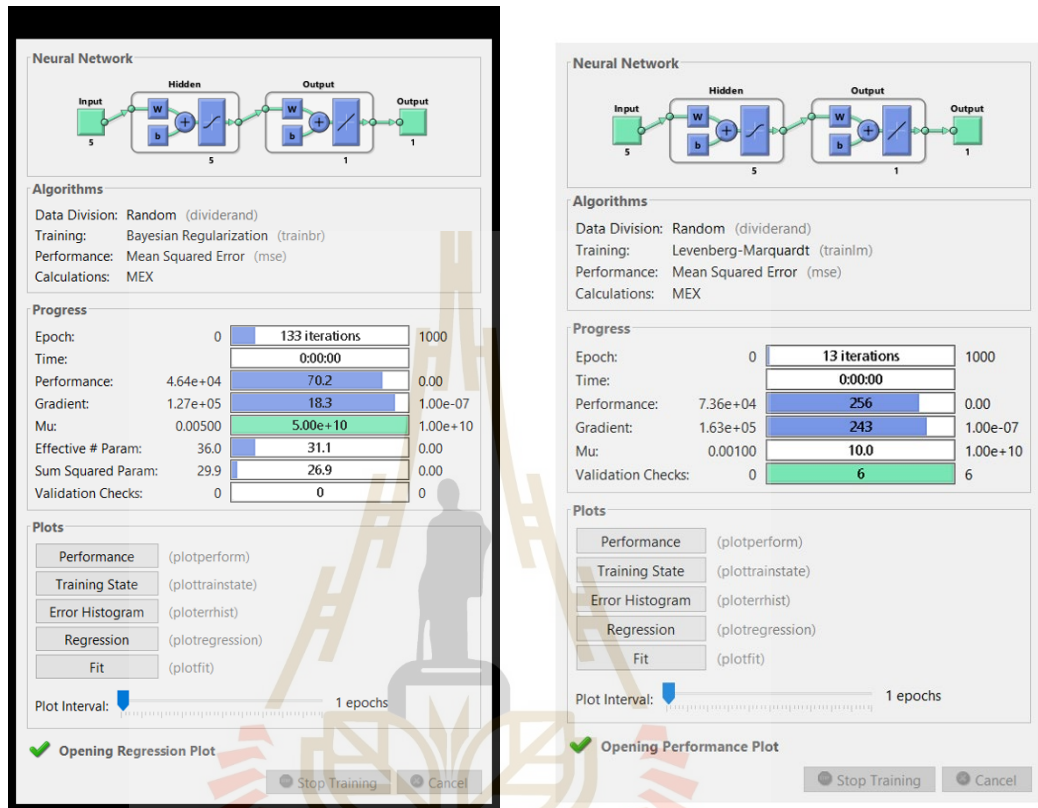 Neural Network
Hidden
Output
Input
W
b
+
W
b
+
Output
5
5
1
1
Algorithms
Data Division: Random (dividerand)
Training: Bayesian Regularization (trainbr)
Performance: Mean Squared Error (mse)
Calculations: MEX
Progress
Epoch: 0 133 iterations 1000
Time: 0:00:00
Performance: 4.64e+04 70.2 0.00
Gradient: 1.27e+05 18.3 1.00e-07
Mu: 0.00500 5.00e+10 1.00e+10
Effective # Param: 36.0 31.1 0.00
Sum Squared Param: 29.9 26.9 0.00
Validation Checks: 0 0 0
Plots
Performance (plotperform)
Training State (plottrainstate)
Error Histogram (ploterrhist)
Regression (plotregression)
Fit (plotfit)
Plot Interval: 1 epochs
Opening Regression Plot
Stop Training Cancel
Neural Network
Hidden
Output
Input
W
b
+
W
b
+
Output
5
5
1
1
Algorithms
Data Division: Random (dividerand)
Training: Levenberg-Marquardt (trainlm)
Performance: Mean Squared Error (mse)
Calculations: MEX
Progress
Epoch: 0 13 iterations 1000
Time: 0:00:00
Performance: 7.36e+04 256 0.00
Gradient: 1.63e+05 243 1.00e-07
Mu: 0.00100 10.0 1.00e+10
Validation Checks: 0 6 6
Plots
Performance (plotperform)
Training State (plottrainstate)
Error Histogram (ploterrhist)
Regression (plotregression)
Fit (plotfit)
Plot Interval: 1 epochs
Opening Performance Plot
Stop Training Cancel